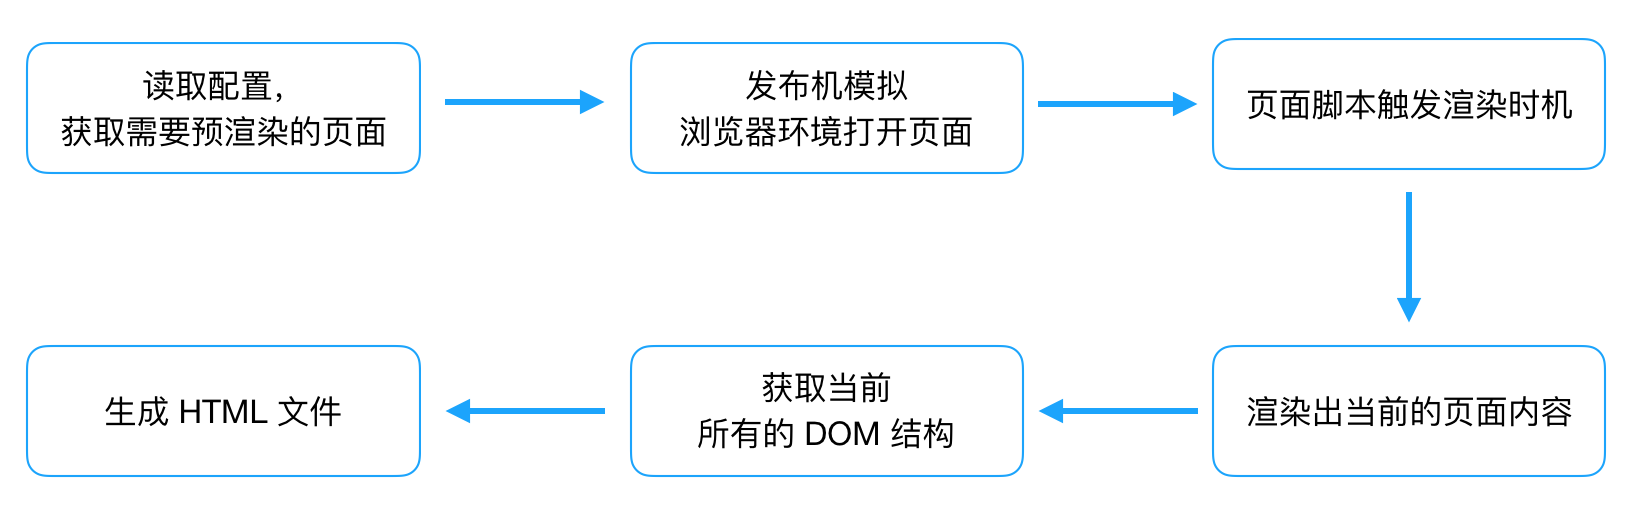 读取配置，
获取需要预渲染的页面
发布机模拟
浏览器环境打开页面
页面脚本触发渲染时机
渲染出当前的页面内容
获取当前
所有的 DOM 结构
生成 HTML 文件